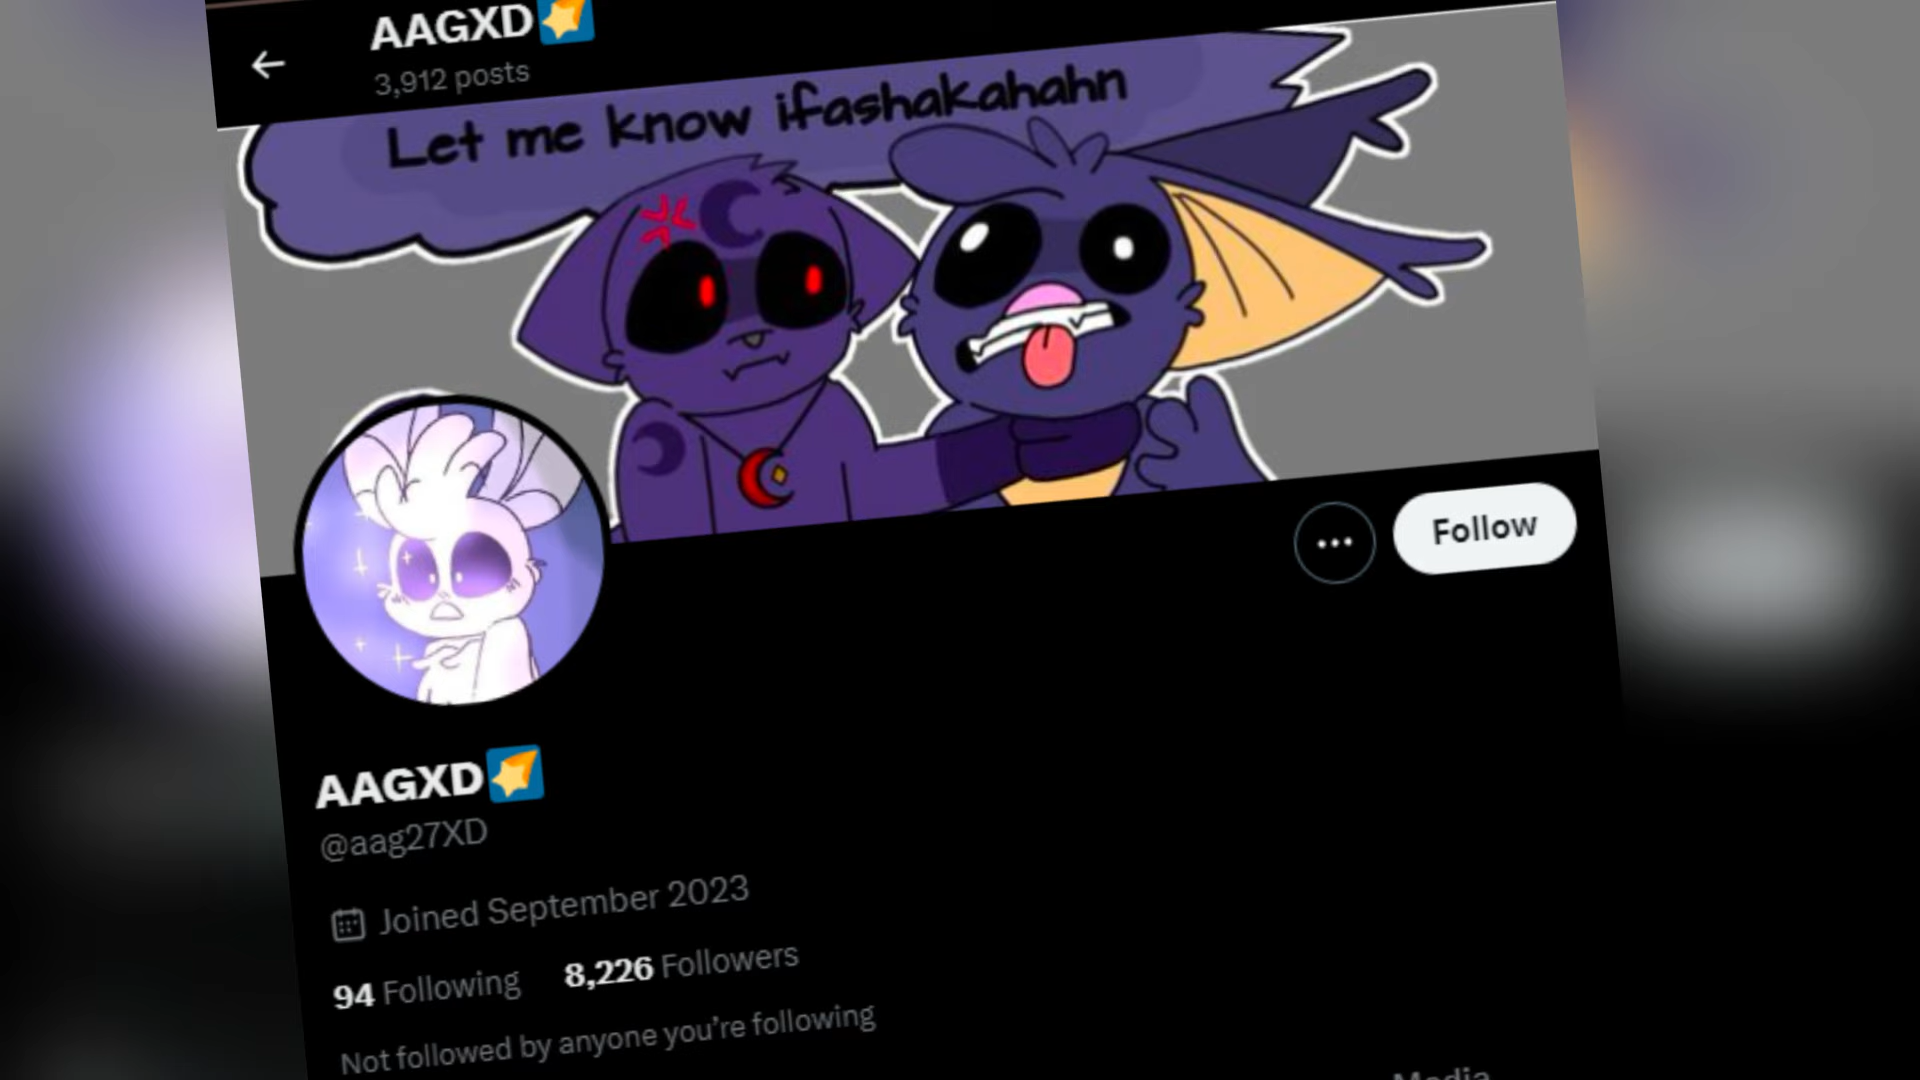 AAGXD
3,912 posts
Let me know ifashakahahn
Follow
AAGXD
@aag27XD
Joined September 2023
94 Following 8,226 Followers
Not followed by anyone you're following
Media